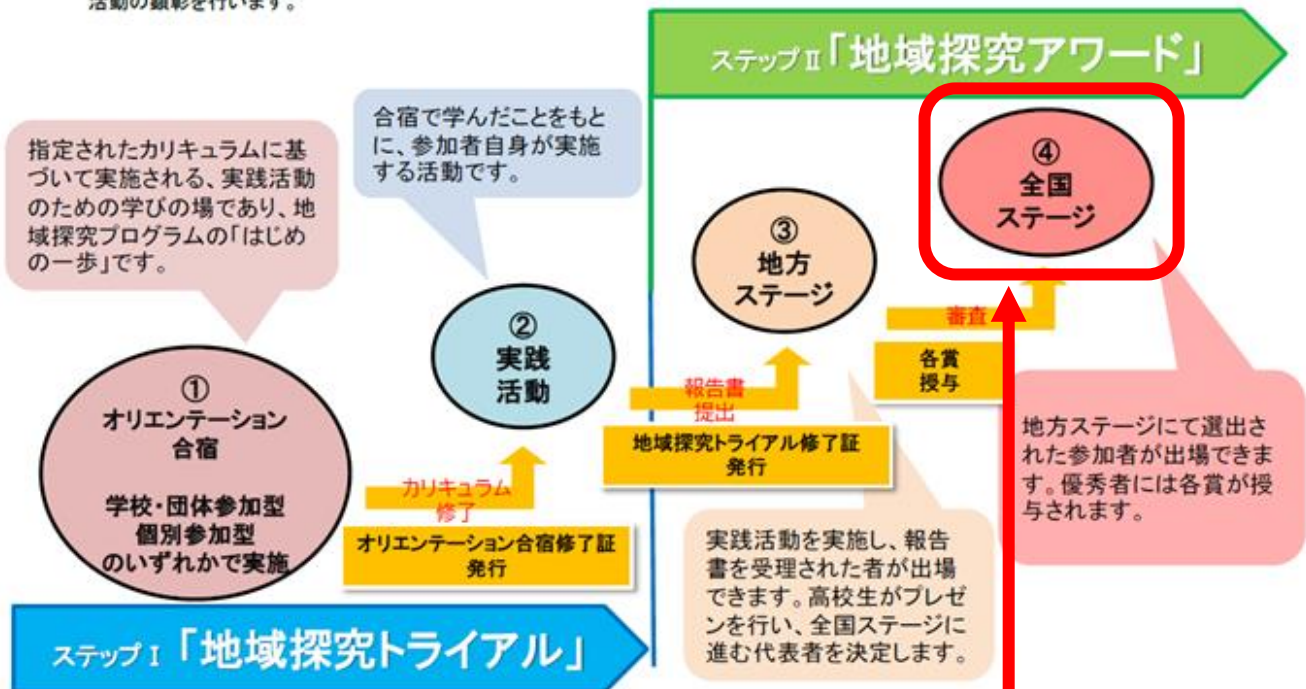 活動の顕彰を行います。
ステップⅡ「地域探究アワード」
合宿で学んだことをもと
に、参加者自身が実施
する活動です。
指定されたカリキュラムに基
づいて実施される、実践活動
のための学びの場であり、地
域探究プログラムの「はじめ
の一歩」です。
④
全国
ステージ
③
地方
ステージ
②
実践
活動
審査
各賞
授与
①
オリエンテーション
合宿
学校・団体参加型
個別参加型
のいずれかで実施
報告書
提出
地域探究トライアル修了証
発行
地方ステージにて選出さ
れた参加者が出場できま
す。優秀者には各賞が授
与されます。
カリキュラム
修了
オリエンテーション合宿修了証
発行
実践活動を実施し、報告
書を受理された者が出場
できます。高校生がプレゼ
ンを行い、全国ステージに
進む代表者を決定します。
ステップⅠ「地域探究トライアル」